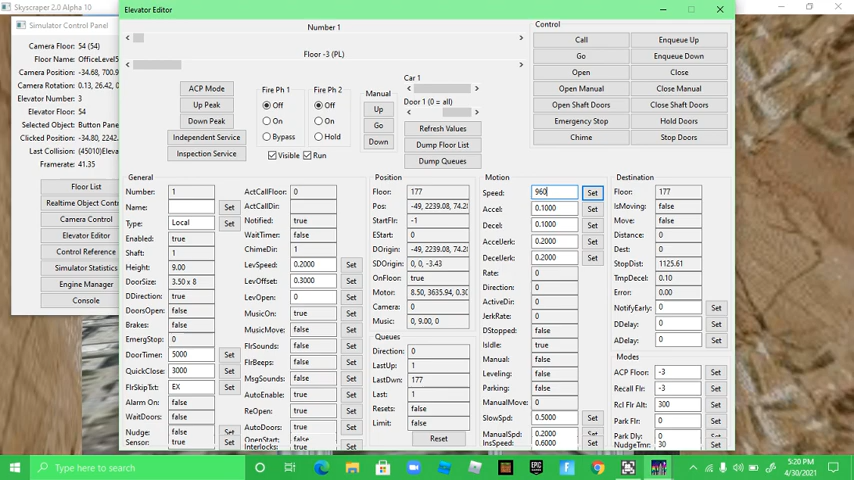 Skyscraper 2.0 Alpha 10
Simulator Control Panel
Camera Floor: 54 (54)
Floor Name: OfficeLevel5
Camera Position: -34.68, 700.9
Camera Rotation: 0.13, 26.42, 0
Elevator Number: 3
Elevator Floor: 54
Selected Object: Button Pane
Clicked Position: -34.80, 2242
Last Collision: (45010)Elevato
Framerate: 41.35
Floor List
Realtime Object Contro
Camera Control
Elevator Editor
Control Reference
Simulator Statistics
Engine Manager
Console
Elevator Editor
Number 1
Floor -3 (PL)
ACP Mode
Up Peak
Down Peak
Independent Service
Inspection Service
Fire Ph 1
Off
On
Bypass
Fire Ph 2
Off
On
Hold
Visible Run
Manual
Up
Go
Down
Car 1
Door 1 (0 = all)
Refresh Values
Dump Floor List
Dump Queues
Control
Call Enqueue Up
Go Enqueue Down
Open Close
Open Manual Close Manual
Open Shaft Doors Close Shaft Doors
Emergency Stop Hold Doors
Chime Stop Doors
General
Number: 1
Name: Set
Type: Local Set
Enabled: true
Shaft: 1
Height: 9.00
DoorSize: 3.50 x 8
DDirection: true
DoorsOpen: false
Brakes: false
EmergStop: 0
DoorTimer: 5000 Set
QuickClose: 3000 Set
FlrSkipTxt: EX Set
Alarm On: false
WaitDoors: false
Nudge: false Set
Sensor: true Set
ActCallFloor: 0
ActCallDir: 0
Notified: true
WaitTimer: false
ChimeDir: 1
LevSpeed: 0.2000 Set
LevOffset: 0.3000 Set
LevOpen: 0 Set
MusicOn: true Set
MusicMove: false Set
FlrSounds: false Set
FlrBeeps: false Set
MsgSounds: false Set
AutoEnable: true Set
ReOpen: true Set
AutoDoors: true Set
OpenStart: false Set
Interlocks: true Set
Position
Floor: 177
Pos: -49, 2239.08, 74.28
StartFlr: -1
EStart: 0
DOrigin: -49, 2239.08, 74.28
SDOrigin: 0, 0, -3.43
OnFloor: true
Motor: 8.50, 3635.94, 0.30
Camera: 0
Music: 0, 9.00, 0
Queues
Direction: 0
LastUp: 1
LastDwn: 177
Last: 1
Resets: false
Limit: false
Reset
Motion
Speed: 960 Set
Accel: 0.1000 Set
Decel: 0.1000 Set
AccelJerk: 0.2000 Set
DecelJerk: 0.2000 Set
Rate: 0
Direction: 0
ActiveDir: 0
JerkRate: 0
DStopped: false
IsIdle: true
Manual: false
Leveling: false
Parking: false
ManualMove: 0
SlowSpd: 0.5000 Set
ManualSpd: 0.2000 Set
InsSpeed: 0.6000 Set
Destination
Floor: 177
IsMoving: false
Move: false
Distance: 0
Dest: 0
StopDist: 1125.61
TmpDecel: 0.10
Error: 0.00
NotifyEarly: 0 Set
DDelay: 0 Set
ADelay: 0 Set
Modes
ACP Floor: -3 Set
Recall Flr: -3 Set
Rcl Flr Alt: 300 Set
Park Flr: 0 Set
Park Dly: 0 Set
NudgeTmr: 30 Set
Type here to search
5:20 PM
4/30/2021